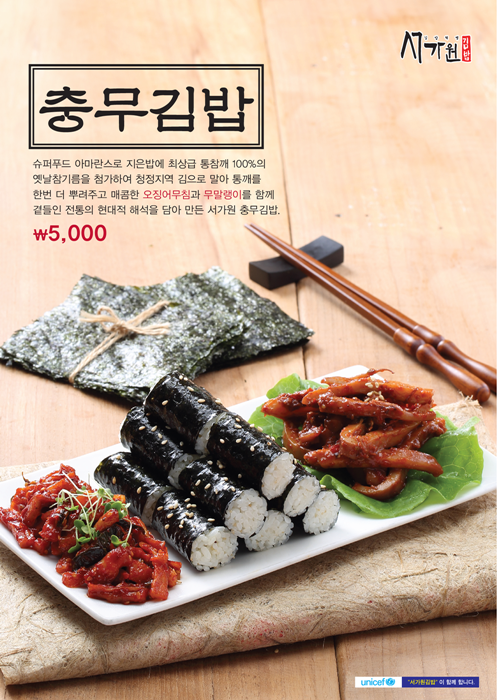 서가원 김밥
충무김밥
슈퍼푸드 아마란스로 지은밥에 최상급 통참깨 100%의
옛날참기름을 첨가하여 청정지역 김으로 말아 통깨를
한번 더 뿌려주고 매콤한 오징어무침과 무말랭이를 함께
곁들인 전통의 현대적 해석을 담아 만든 서가원 충무김밥.
₩5,000
unicef "서가원김밥" 이 함께 합니다.